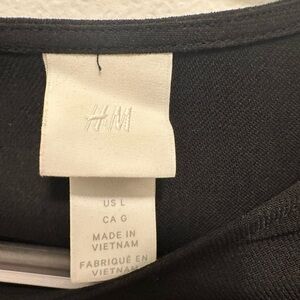 H&M
US L
CA G
MADE IN
VIETNAM
FABRIQUÉ EN
VIETNAM